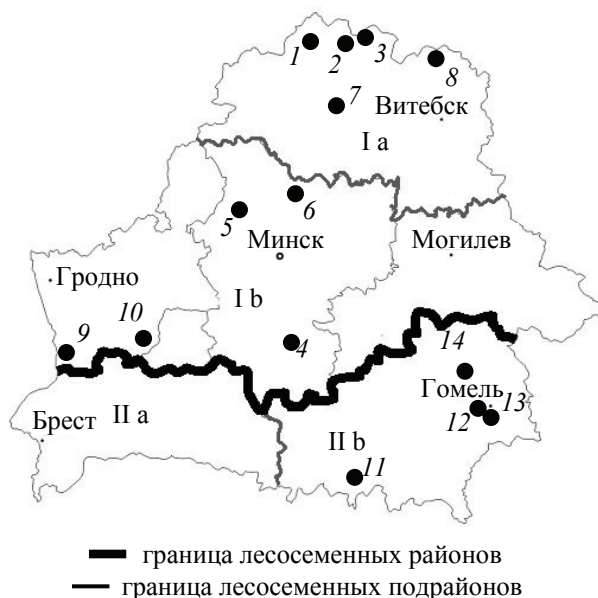 1
2
3
8
7
Витебск
I a
6
5
Минск
Могилев
Гродно
I b
10
9
4
14
Гомель
Брест
II a
12
13
II b
11
граница лесосеменных районов
граница лесосеменных подрайонов